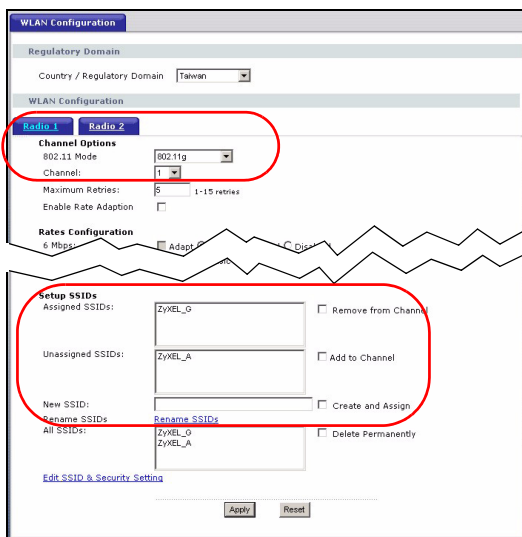 WLAN Configuration
Regulatory Domain
Country / Regulatory Domain Taiwan
WLAN Configuration
Radio 1 Radio 2
Channel Options
802.11 Mode 802.11g
Channel: 1
Maximum Retries: 5 1-15 retries
Enable Rate Adaption
Rates Configuration
6 Mbps: Adapt
Setup SSIDs
Assigned SSIDs: ZyXEL_G Remove from Channel
Unassigned SSIDs: ZyXEL_A Add to Channel
New SSID: Create and Assign
Rename SSIDs Rename SSIDs
All SSIDs: ZyXEL_G Delete Permanently
ZyXEL_A
Edit SSID & Security Setting
Apply Reset